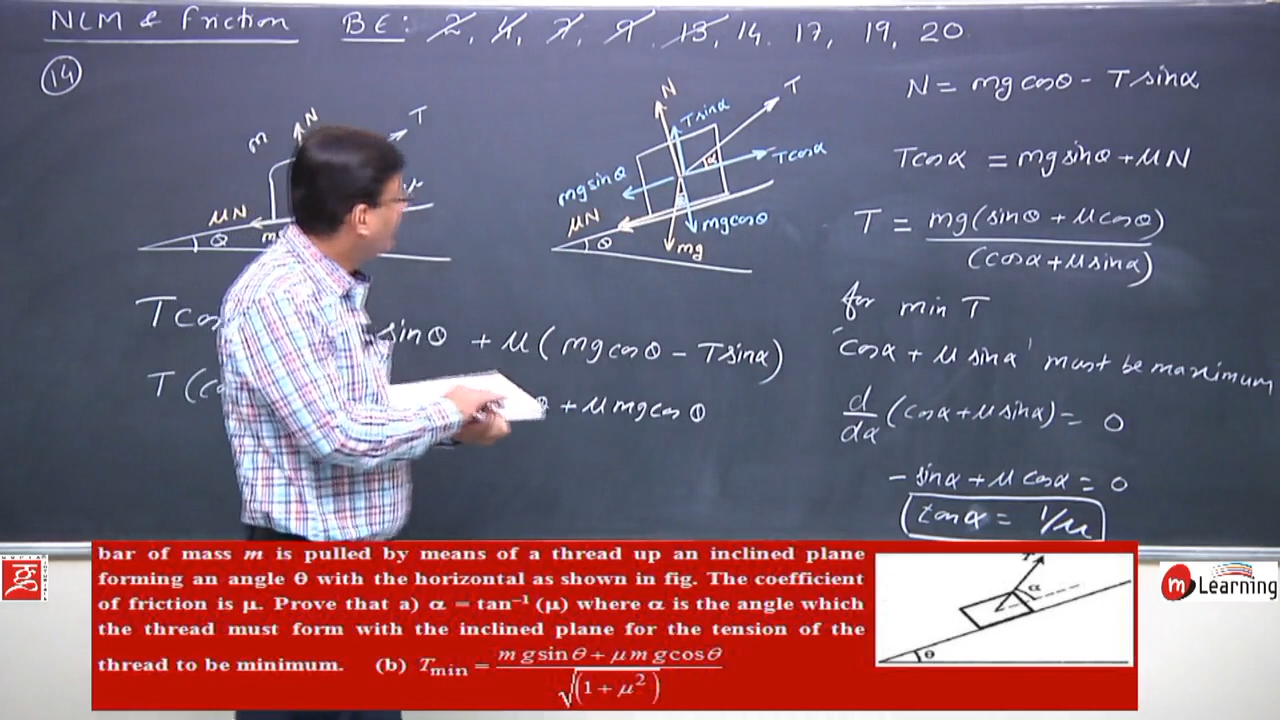 NLM & Friction BE: 2, 4, 7, 9, 13, 14. 17, 19, 20
14
m N T
μN θ
N T
T sinα
α
T cosα
mg sinθ
μN
mg cosθ
θ
mg
N = mg cosθ - T sinα
T cosα = mg sinθ + μN
T = mg(sinθ + μcosθ)
(cosα + μsinα)
for min T
'cosα + μ sinα' must be maximum
d/dα (cosα + μsinα) = 0
- sinα + μ cosα = 0
tanα = 1/μ
T cos sinθ + μ (mg cosθ - T sinα)
T (c θ + μ mg cos θ
bar of mass m is pulled by means of a thread up an inclined plane
forming an angle θ with the horizontal as shown in fig. The coefficient
of friction is μ. Prove that a) α = tan⁻¹ (μ) where α is the angle which
the thread must form with the inclined plane for the tension of the
thread to be minimum. (b) Tmin = (m g sin θ + μ m g cos θ) / √(1 + μ²)
α
θ
m Learning